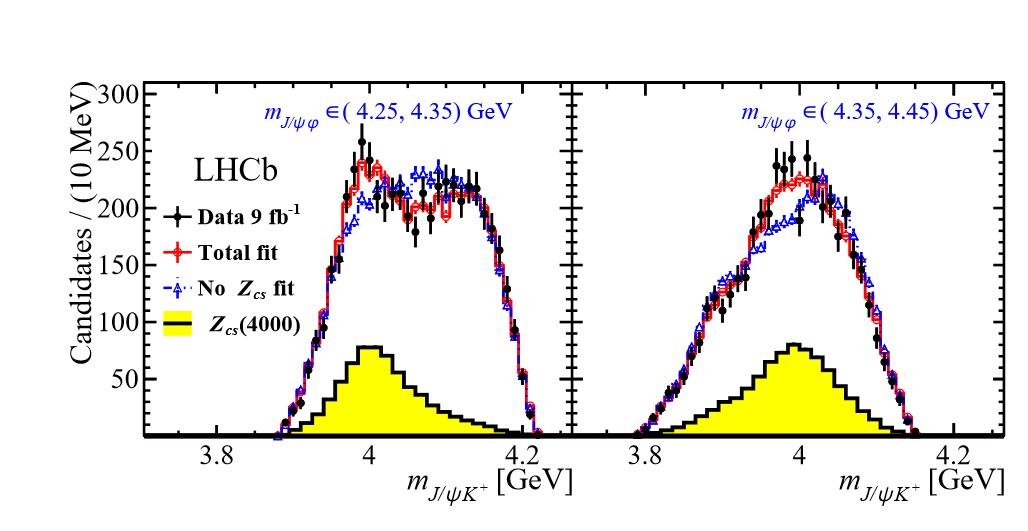 300
250
200
150
100
50
Candidates / (10 MeV)
m_{J/ψφ} ∈( 4.25, 4.35) GeV
m_{J/ψφ} ∈( 4.35, 4.45) GeV
LHCb
Data 9 fb⁻¹
Total fit
No Z_{cs} fit
Z_{cs}(4000)
3.8 4 4.2
3.8 4 4.2
m_{J/ψK⁺} [GeV]
m_{J/ψK⁺} [GeV]